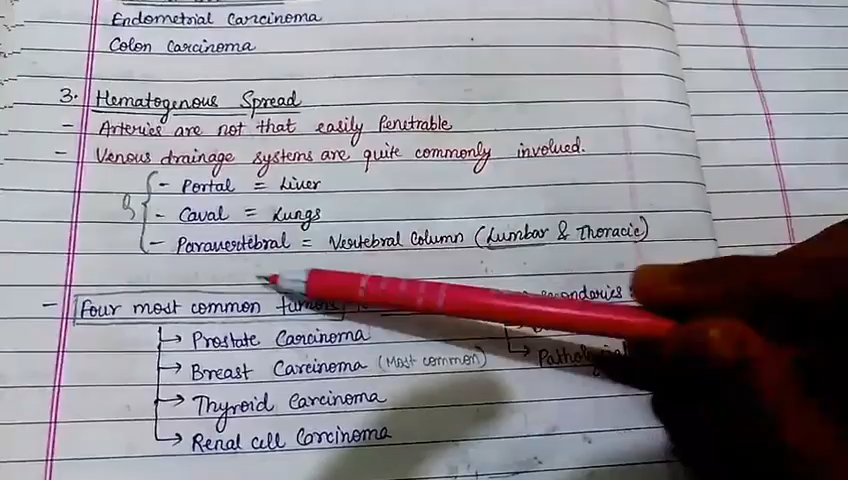 Endometrial Carcinoma
Colon Carcinoma
3. Hematogenous Spread
- Arteries are not that easily Penetrable
- Venous drainage systems are quite commonly involued.
- Portal = Liver
- Caval = Lungs
- Paravertebral = Vertebral Column (Lumbar & Thoracic)
- Four most common tumors
→ Prostate Carcinoma
→ Breast Carcinoma (Most common)
→ Thyroid Carcinoma
→ Renal cell Carcinoma